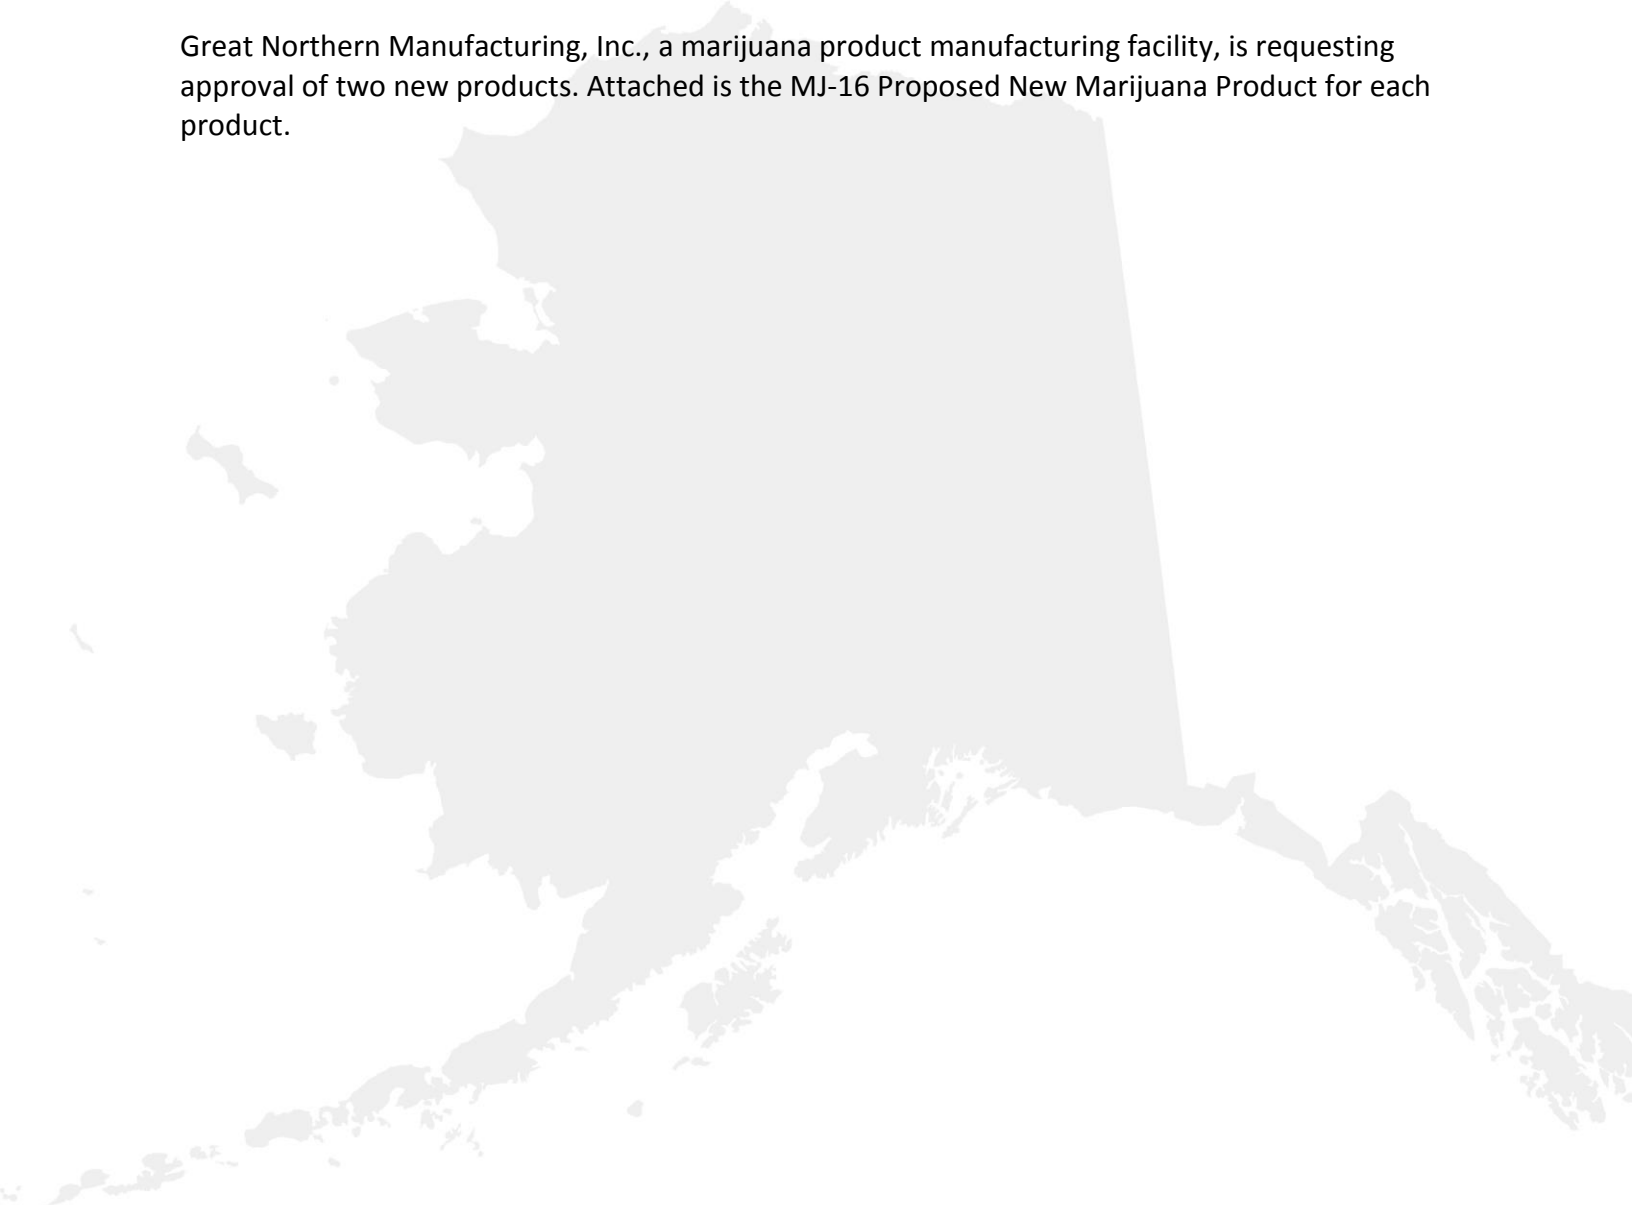 Great Northern Manufacturing, Inc., a marijuana product manufacturing facility, is requesting
approval of two new products. Attached is the MJ-16 Proposed New Marijuana Product for each
product.